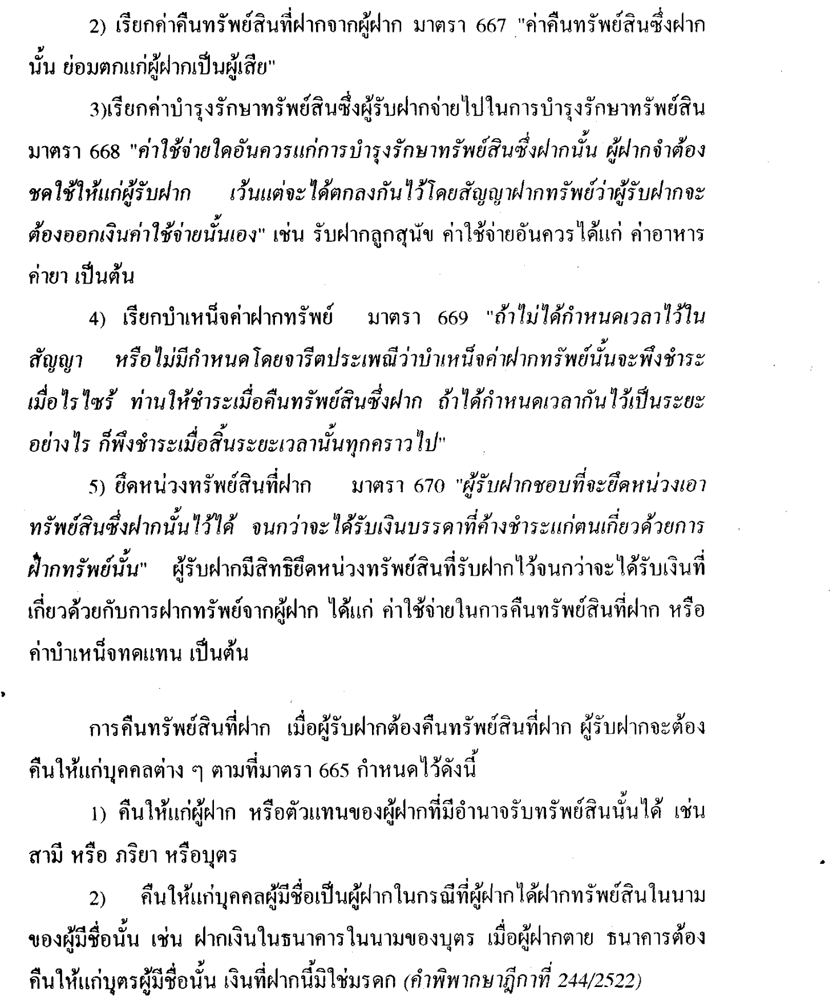 2) เรียกค่าคืนทรัพย์สินที่ฝากจากผู้ฝาก มาตรา 667 "ค่าคืนทรัพย์สินซึ่งฝาก
นั้น ย่อมตกแก่ผู้ฝากเป็นผู้เสีย"
3)เรียกค่าบำรุงรักษาทรัพย์สินซึ่งผู้รับฝากจ่ายไปในการบำรุงรักษาทรัพย์สิน
มาตรา 668 "ค่าใช้จ่ายใดอันควรแก่การบำรุงรักษาทรัพย์สินซึ่งฝากนั้น ผู้ฝากจำต้อง
ชดใช้ให้แก่ผู้รับฝาก เว้นแต่จะได้ตกลงกันไว้โดยสัญญาฝากทรัพย์ว่าผู้รับฝากจะ
ต้องออกเงินค่าใช้จ่ายนั้นเอง" เช่น รับฝากลูกสุนัข ค่าใช้จ่ายอันควรได้แก่ ค่าอาหาร
ค่ายา เป็นต้น
4) เรียกบำเหน็จค่าฝากทรัพย์ มาตรา 669 "ถ้าไม่ได้กำหนดเวลาไว้ใน
สัญญา หรือไม่มีกำหนดโดยจารีตประเพณีว่าบำเหน็จค่าฝากทรัพย์นั้นจะพึงชำระ
เมื่อไรไซร้ ท่านให้ชำระเมื่อคืนทรัพย์สินซึ่งฝาก ถ้าได้กำหนดเวลากันไว้เป็นระยะ
อย่างไร ก็พึงชำระเมื่อสิ้นระยะเวลานั้นทุกคราวไป"
5) ยึดหน่วงทรัพย์สินที่ฝาก มาตรา 670 "ผู้รับฝากชอบที่จะยึดหน่วงเอา
ทรัพย์สินซึ่งฝากนั้นไว้ได้ จนกว่าจะได้รับเงินบรรดาที่ค้างชำระแก่ตนเกี่ยวด้วยการ
ฝากทรัพย์นั้น" ผู้รับฝากมีสิทธิยึดหน่วงทรัพย์สินที่รับฝากไว้จนกว่าจะได้รับเงินที่
เกี่ยวด้วยกับการฝากทรัพย์จากผู้ฝาก ได้แก่ ค่าใช้จ่ายในการคืนทรัพย์สินที่ฝาก หรือ
ค่าบำเหน็จทดแทน เป็นต้น
การคืนทรัพย์สินที่ฝาก เมื่อผู้รับฝากต้องคืนทรัพย์สินที่ฝาก ผู้รับฝากจะต้อง
คืนให้แก่บุคคลต่าง ๆ ตามที่มาตรา 665 กำหนดไว้ดังนี้
1) คืนให้แก่ผู้ฝาก หรือตัวแทนของผู้ฝากที่มีอำนาจรับทรัพย์สินนั้นได้ เช่น
สามี หรือ ภริยา หรือบุตร
2) คืนให้แก่บุคคลผู้มีชื่อเป็นผู้ฝากในกรณีที่ผู้ฝากได้ฝากทรัพย์สินในนาม
ของผู้มีชื่อนั้น เช่น ฝากเงินในธนาคารในนามของบุตร เมื่อผู้ฝากตาย ธนาคารต้อง
คืนให้แก่บุตรผู้มีชื่อนั้น เงินที่ฝากนี้มิใช่มรดก (คำพิพากษาฎีกาที่ 244/2522)